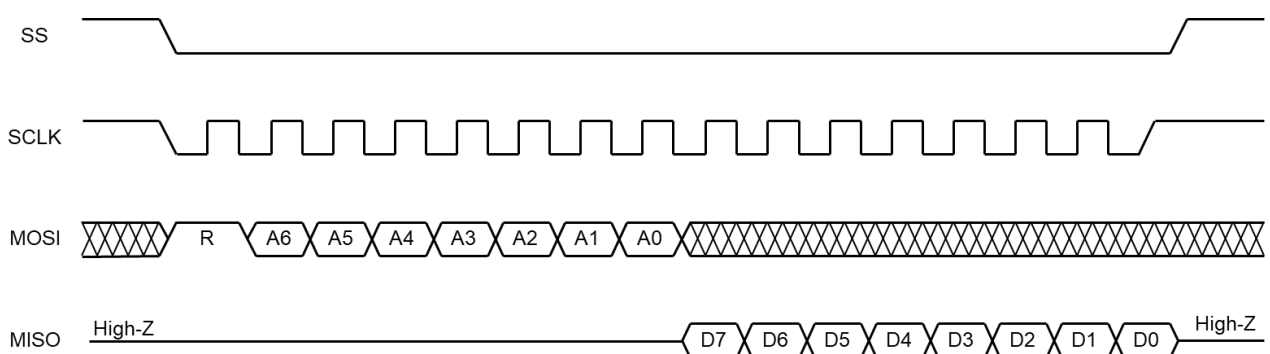 SS
SCLK
MOSI R A6 A5 A4 A3 A2 A1 A0
MISO High-Z D7 D6 D5 D4 D3 D2 D1 D0 High-Z